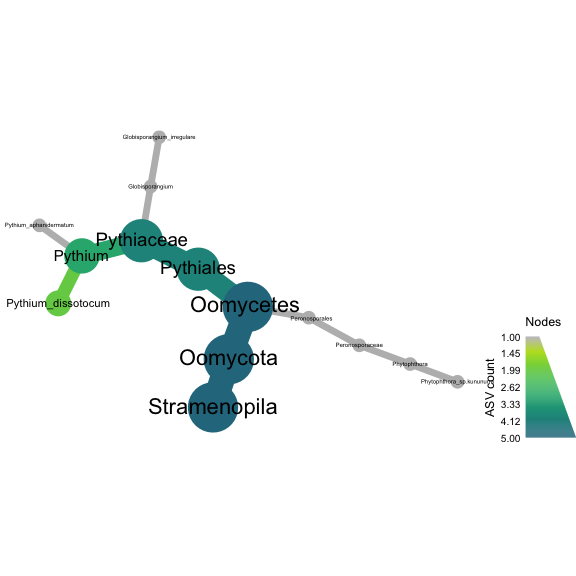 Globisporangium_irregulare
Globisporangium
Pythium_aphanidermatum
Pythiaceae
Pythium
Pythiales
Pythium_dissotocum
Oomycetes
Peronosporales
Peronosporaceae
Oomycota
Phytophthora
Phytophthora_sp.kununurra
Stramenopila
Nodes
ASV count
1.00
1.45
1.99
2.62
3.33
4.12
5.00